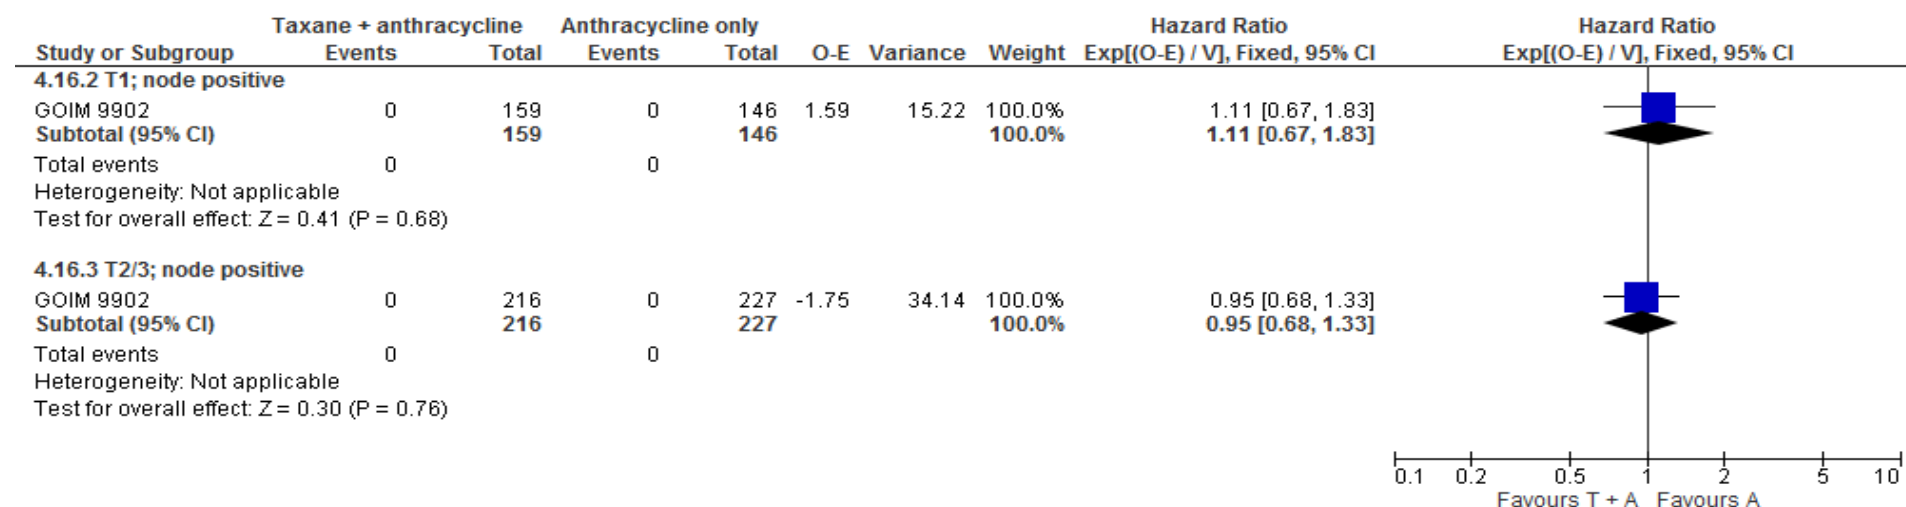 Taxane + anthracycline Anthracycline only Hazard Ratio Hazard Ratio
Study or Subgroup Events Total Events Total O-E Variance Weight Exp[(O-E) / V], Fixed, 95% CI Exp[(O-E) / V], Fixed, 95% CI
4.16.2 T1; node positive
GOIM 9902 0 159 0 146 1.59 15.22 100.0% 1.11 [0.67, 1.83]
Subtotal (95% CI) 159 146 100.0% 1.11 [0.67, 1.83]
Total events 0 0
Heterogeneity: Not applicable
Test for overall effect: Z = 0.41 (P = 0.68)
4.16.3 T2/3; node positive
GOIM 9902 0 216 0 227 -1.75 34.14 100.0% 0.95 [0.68, 1.33]
Subtotal (95% CI) 216 227 100.0% 0.95 [0.68, 1.33]
Total events 0 0
Heterogeneity: Not applicable
Test for overall effect: Z = 0.30 (P = 0.76)
0.1 0.2 0.5 1 2 5 10
Favours T + A Favours A